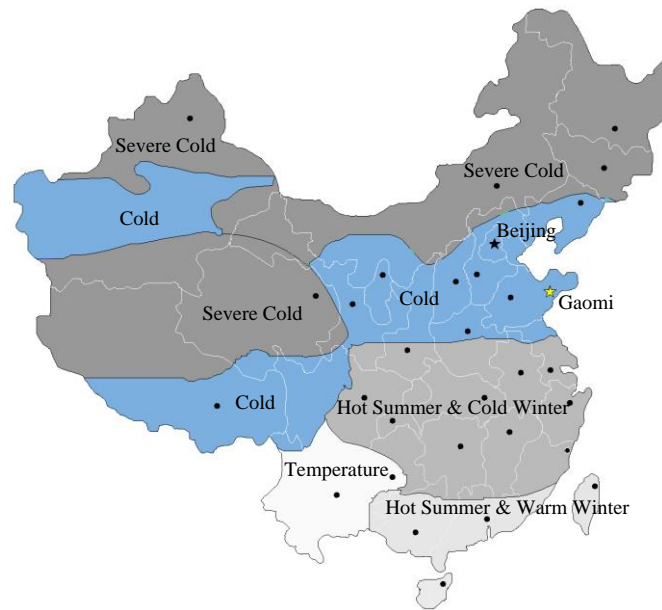 Severe Cold
Severe Cold
Cold
Beijing
Cold
Gaomi
Severe Cold
Cold
Hot Summer & Cold Winter
Temperature
Hot Summer & Warm Winter